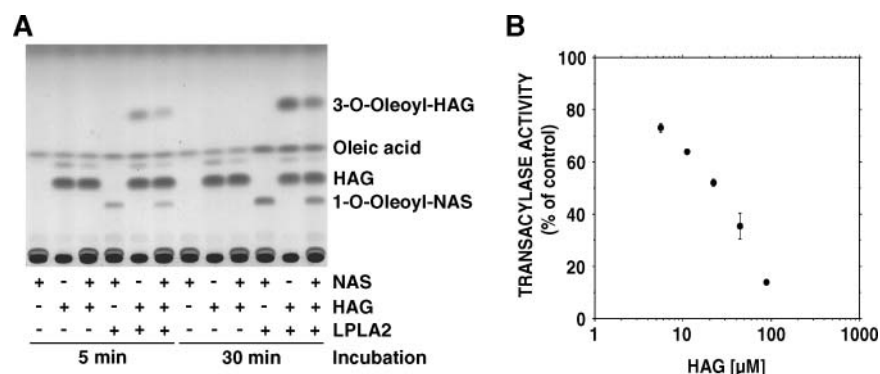 A
3-O-Oleoyl-HAG
Oleic acid
HAG
1-O-Oleoyl-NAS
+ - + + - + + - + + - + NAS
- + + - + + - + + - + + HAG
- - - + + + - - - + + + LPLA2
5 min 30 min Incubation
B
TRANSACYLASE ACTIVITY
(% of control)
100
80
60
40
20
0
1 10 100 1000
HAG [µM]